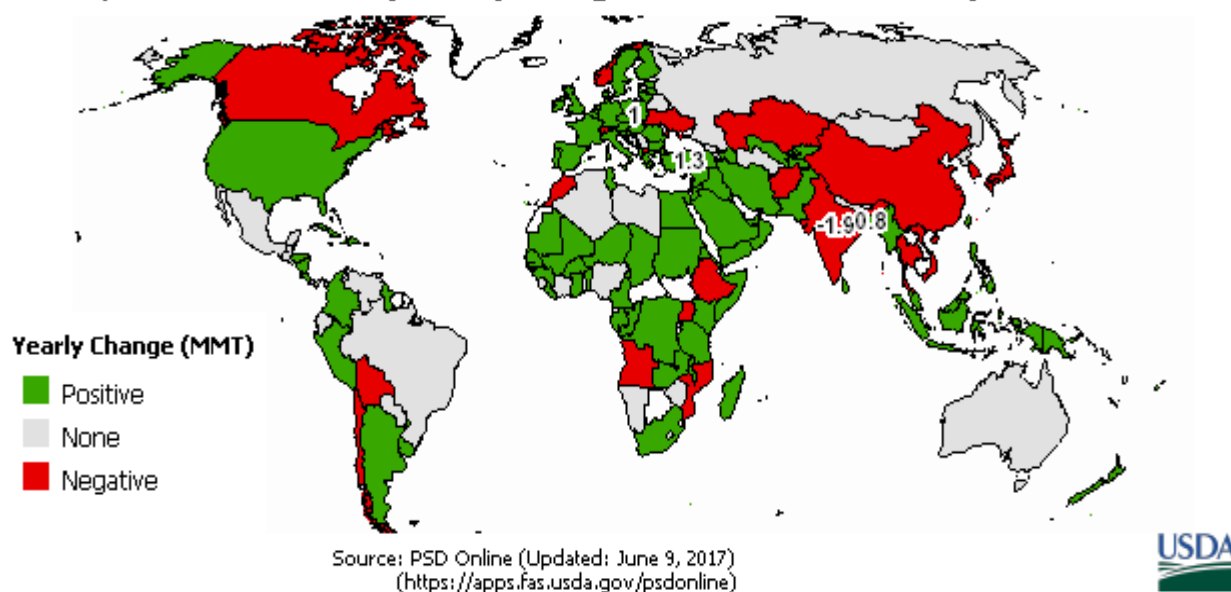 1
1.3
-1.9
0.8
Yearly Change (MMT)
Positive
None
Negative
Source: PSD Online (Updated: June 9, 2017)
(https://apps.fas.usda.gov/psdonline)
USDA